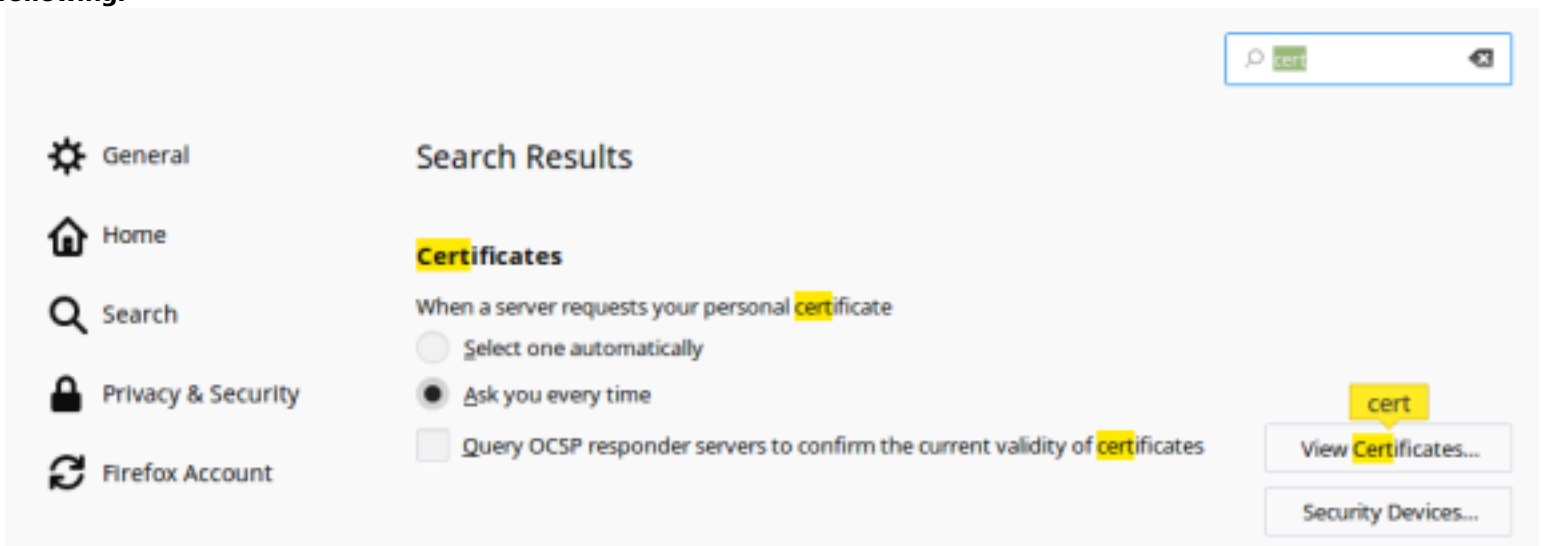 cert
General
Search Results
Home
Certificates
Search
When a server requests your personal certificate
Select one automatically
Privacy & Security
Ask you every time
cert
Query OCSP responder servers to confirm the current validity of certificates
View Certificates...
Firefox Account
Security Devices...